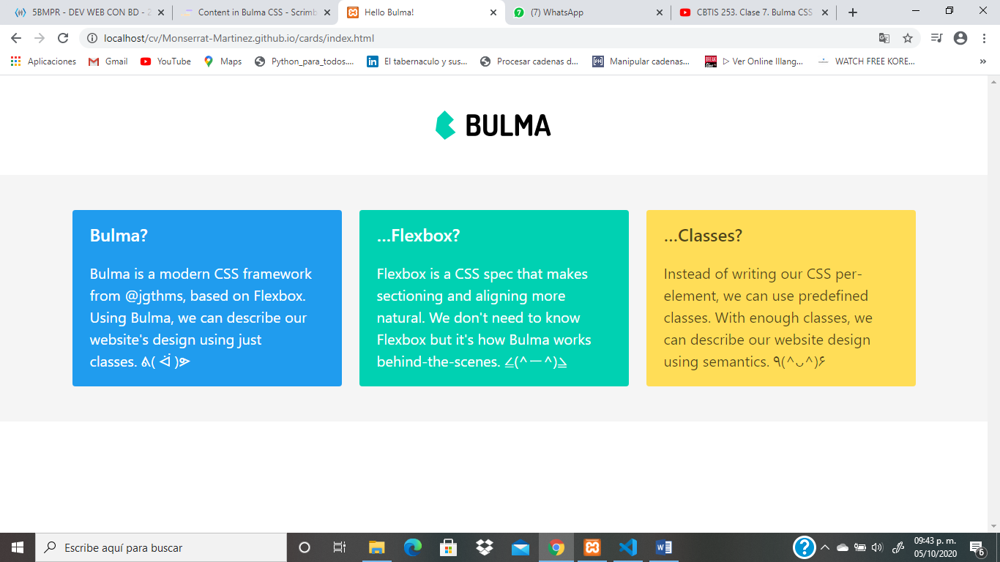 5BMPR - DEV WEB CON BD - 2
Content in Bulma CSS - Scrimb
Hello Bulma!
(7) WhatsApp
CBTIS 253. Clase 7. Bulma CSS
localhost/cv/Monserrat-Martinez.github.io/cards/index.html
Aplicaciones
Gmail
YouTube
Maps
Python_para_todos....
El tabernaculo y sus...
Procesar cadenas d...
Manipular cadenas...
▷ Ver Online Illang...
WATCH FREE KORE...
»
BULMA
Bulma?
Bulma is a modern CSS framework
from @jgthms, based on Flexbox.
Using Bulma, we can describe our
website's design using just
classes. ᕕ( ᐛ )ᕗ
...Flexbox?
Flexbox is a CSS spec that makes
sectioning and aligning more
natural. We don't need to know
Flexbox but it's how Bulma works
behind-the-scenes. ∠(^ー^)⦣
...Classes?
Instead of writing our CSS per-
element, we can use predefined
classes. With enough classes, we
can describe our website design
using semantics. ٩(^ᴗ^)۶
Escribe aquí para buscar
09:43 p. m.
05/10/2020
6